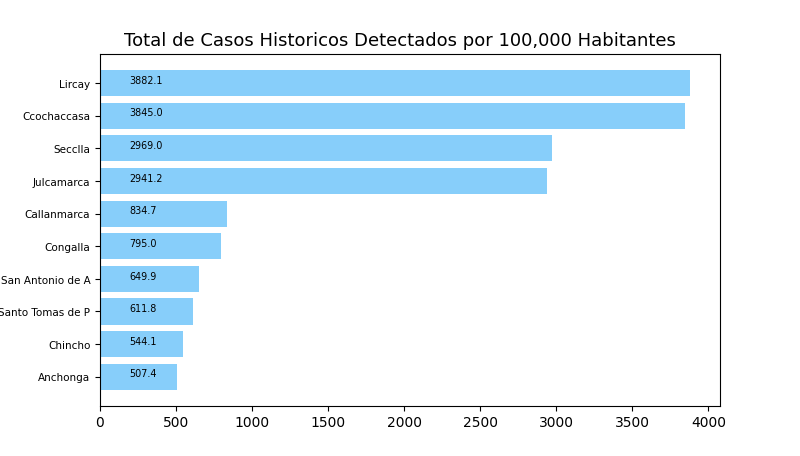 Total de Casos Historicos Detectados por 100,000 Habitantes
Lircay 3882.1
Ccochaccasa 3845.0
Secclla 2969.0
Julcamarca 2941.2
Callanmarca 834.7
Congalla 795.0
San Antonio de A 649.9
Santo Tomas de P 611.8
Chincho 544.1
Anchonga 507.4
0 500 1000 1500 2000 2500 3000 3500 4000